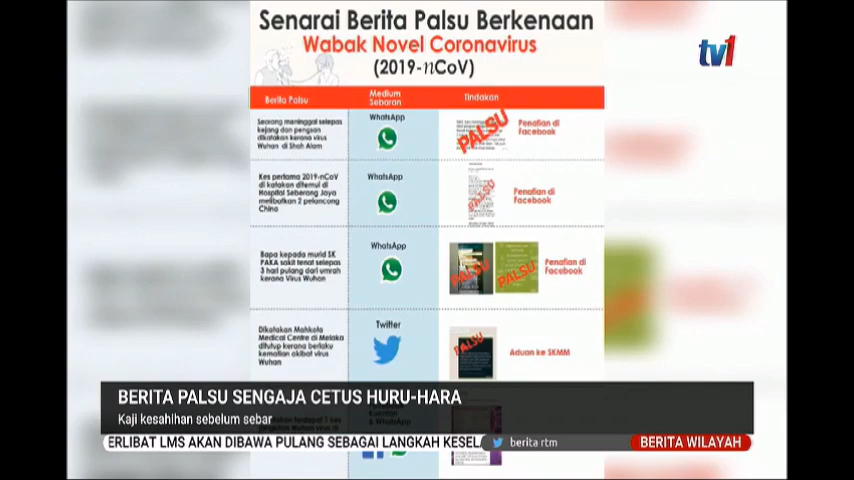 Senarai Berita Palsu Berkenaan
Wabak Novel Coronavirus
(2019-nCoV)
tv1
Berita Palsu
Medium
Sebaran
Tindakan
Seorang meninggal selepas
kejang dan pengsan
dikatakan kerana virus
Wuhan di Shah Alam
WhatsApp
PALSU
Penafian di
Facebook
Kes pertama 2019-nCoV
di katakan ditemui di
Hospital Seberang Jaya
melibatkan 2 pelancong
China
WhatsApp
PALSU
Penafian di
Facebook
Bapa kepada murid SK
PAKA sakit tenat selepas
3 hari pulang dari umrah
kerana Virus Wuhan
WhatsApp
PALSU
PALSU
Penafian di
Facebook
Dikatakan Mahkota
Medical Centre di Melaka
ditutup kerana berlaku
kematian akibat virus
Wuhan
Twitter
PALSU
Aduan ke SKMM
BERITA PALSU SENGAJA CETUS HURU-HARA
Kaji kesahihan sebelum sebar
& WhatsApp
ERLIBAT LMS AKAN DIBAWA PULANG SEBAGAI LANGKAH KESEL
berita rtm
BERITA WILAYAH